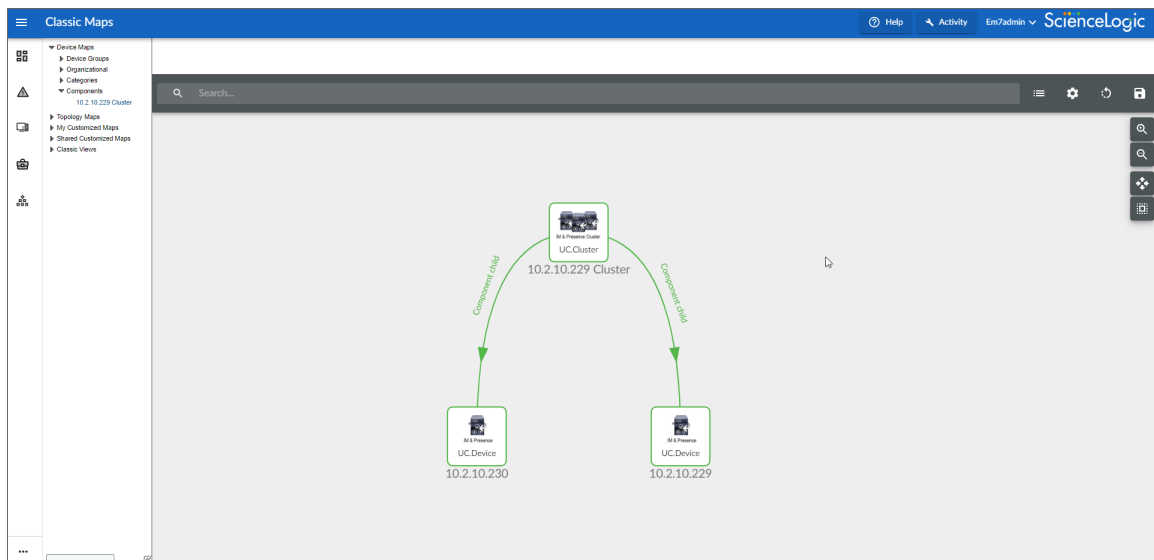 Classic Maps
Help
Activity
Em7admin
ScienceLogic
Device Maps
Device Groups
Organizational
Categories
Components
10.2.10.229 Cluster
Topology Maps
My Customized Maps
Shared Customized Maps
Classic Views
Search...
IM & Presence Cluster
UC.Cluster
10.2.10.229 Cluster
Component child
Component child
IM & Presence
UC.Device
10.2.10.230
IM & Presence
UC.Device
10.2.10.229